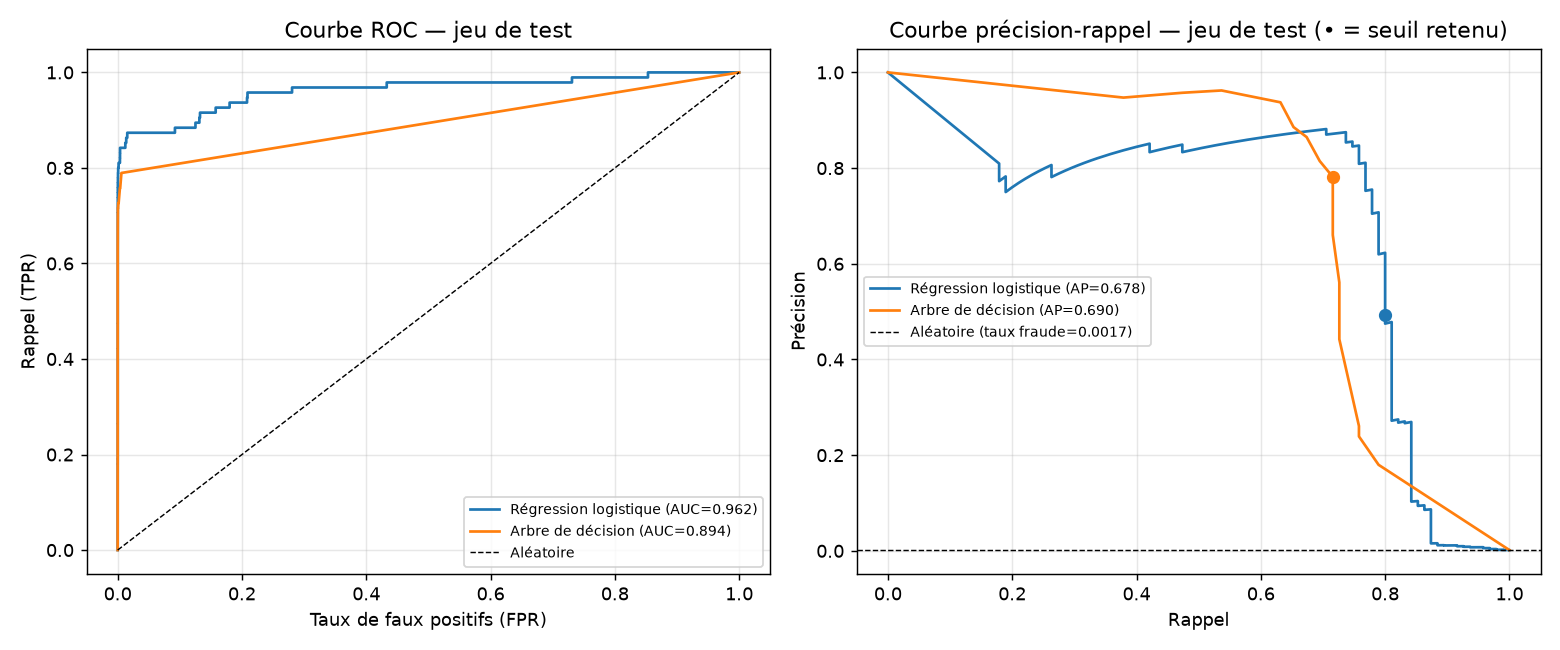 Courbe ROC — jeu de test
Rappel (TPR)
1.0
0.8
0.6
0.4
0.2
0.0
Régression logistique (AUC=0.962)
Arbre de décision (AUC=0.894)
Aléatoire
0.0 0.2 0.4 0.6 0.8 1.0
Taux de faux positifs (FPR)
Courbe précision-rappel — jeu de test (• = seuil retenu)
Précision
1.0
0.8
0.6
0.4
0.2
0.0
Régression logistique (AP=0.678)
Arbre de décision (AP=0.690)
Aléatoire (taux fraude=0.0017)
0.0 0.2 0.4 0.6 0.8 1.0
Rappel